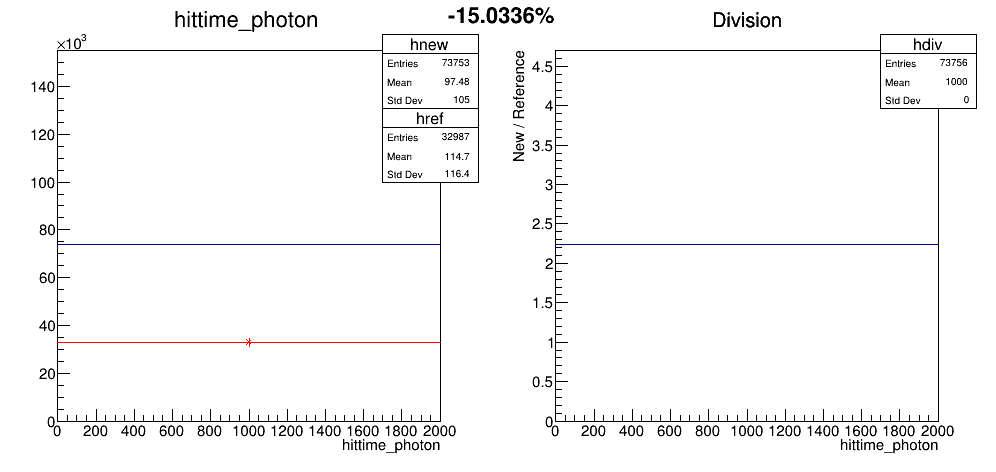 -15.0336%
hittime_photon
×10³
hnew
Entries 73753
Mean 97.48
Std Dev 105
href
Entries 32987
Mean 114.7
Std Dev 116.4
140
120
100
80
60
40
20
0
0 200 400 600 800 1000 1200 1400 1600 1800 2000
hittime_photon
Division
hdiv
Entries 73756
Mean 1000
Std Dev 0
New / Reference
4.5
4
3.5
3
2.5
2
1.5
1
0.5
0
0 200 400 600 800 1000 1200 1400 1600 1800 2000
hittime_photon